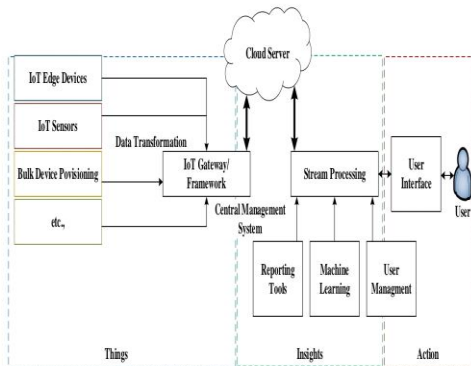 Cloud Server
IoT Edge Devices
IoT Sensors
Data Transformation
Bulk Device Povisioning
IoT Gateway/
Framework
Stream Processing
User
Interface
User
etc.,
Central Management
System
Reporting
Tools
Machine
Learning
User
Managment
Things
Insights
Action